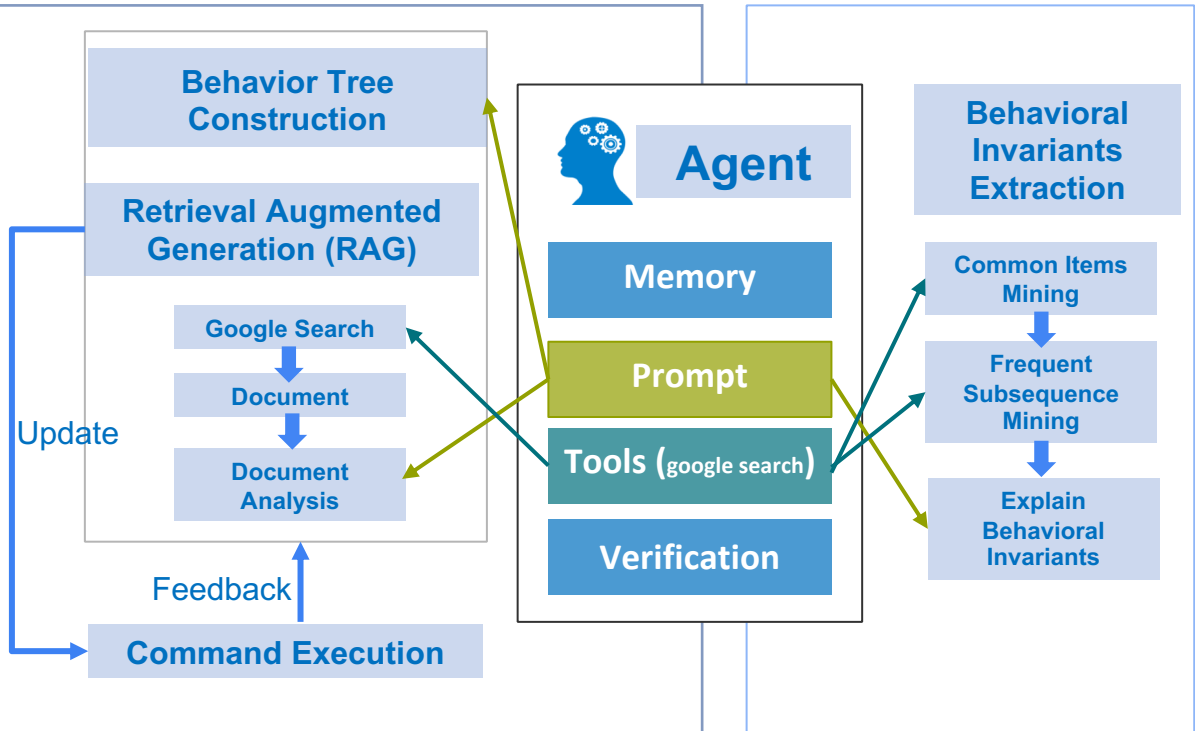 Behavior Tree
Construction
Retrieval Augmented
Generation (RAG)
Google Search
Document
Document
Analysis
Update
Feedback
Command Execution
Agent
Memory
Prompt
Tools (google search)
Verification
Behavioral
Invariants
Extraction
Common Items
Mining
Frequent
Subsequence
Mining
Explain
Behavioral
Invariants